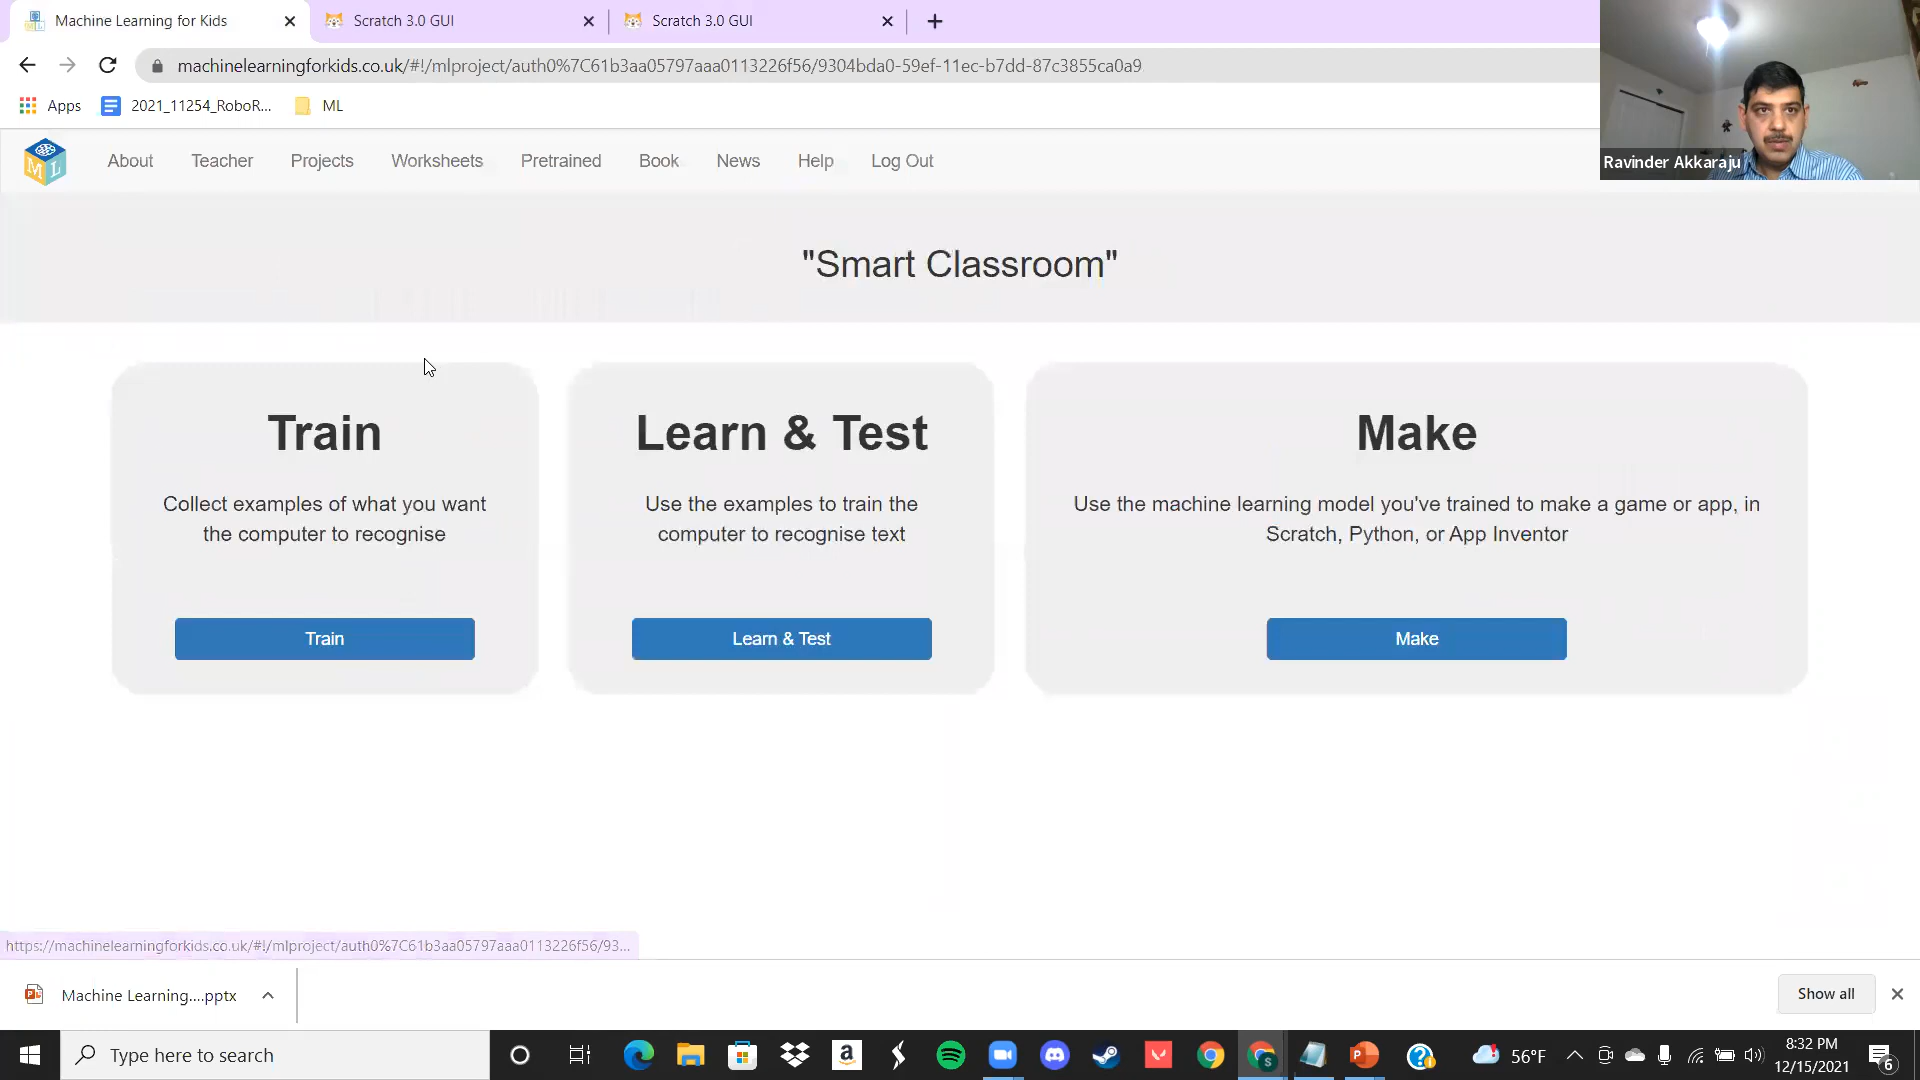 Machine Learning for Kids
Scratch 3.0 GUI
Scratch 3.0 GUI
machinelearningforkids.co.uk/#!/mlproject/auth0%7C61b3aa05797aaa0113226f56/9304bda0-59ef-11ec-b7dd-87c3855ca0a9
Apps
2021_11254_RoboR...
ML
Ravinder Akkaraju
ML
About
Teacher
Projects
Worksheets
Pretrained
Book
News
Help
Log Out
"Smart Classroom"
Train
Collect examples of what you want
the computer to recognise
Train
Learn & Test
Use the examples to train the
computer to recognise text
Learn & Test
Make
Use the machine learning model you've trained to make a game or app, in
Scratch, Python, or App Inventor
Make
https://machinelearningforkids.co.uk/#!/mlproject/auth0%7C61b3aa05797aaa0113226f56/93...
Machine Learning....pptx
Show all
Type here to search
56°F
8:32 PM
12/15/2021
6